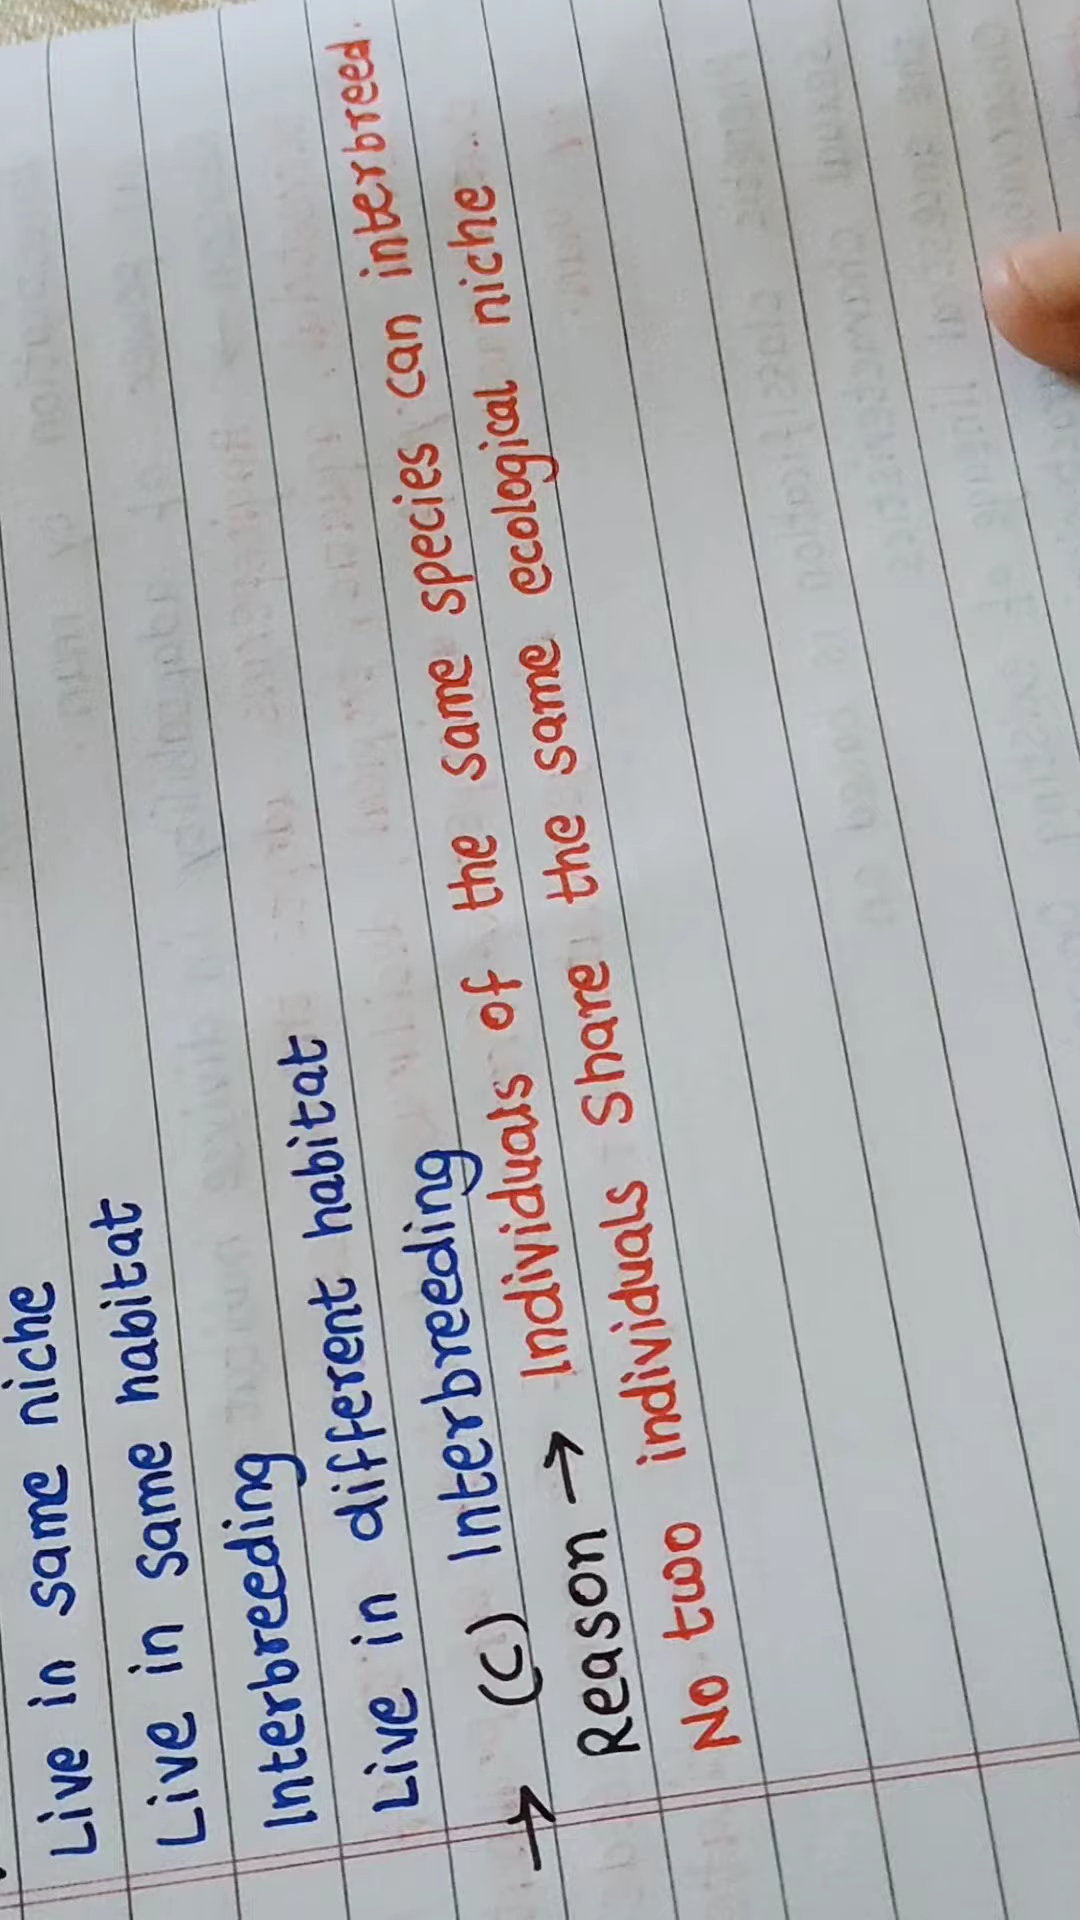 Live in same niche
Live in same habitat
Interbreeding
Live in different habitat
→ (C) Interbreeding
Reason → Individuals of the same species can interbreed.
No two individuals share the same ecological niche.